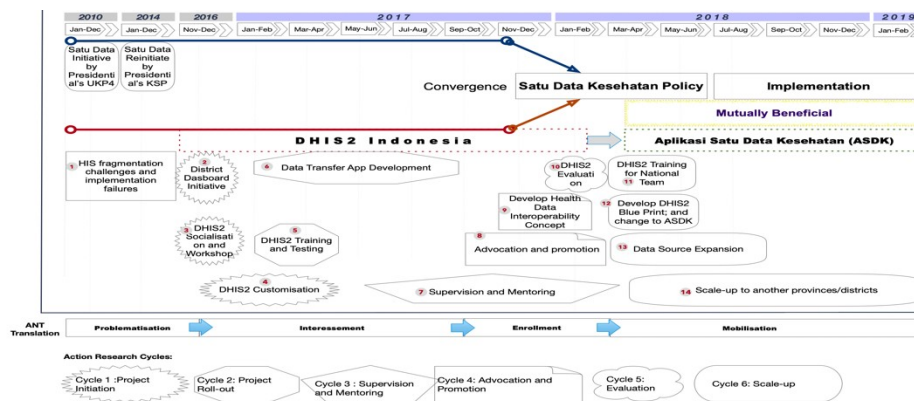 2010 2014 2016 2017 2018 2019
Jan-Dec Jan-Dec Nov-Dec Jan-Feb Mar-Apr May-Jun Jul-Aug Sep-Oct Nov-Dec Jan-Feb Mar-Apr May-Jun Jul-Aug Sep-Oct Nov-Dec Jan-Feb
Satu Data
Initiative
by
Presidenti
al's UKP4
Satu Data
Reinitiate
by
Presidenti
al's KSP
Convergence
Satu Data Kesehatan Policy
Implementation
Mutually Beneficial
DHIS2 Indonesia
Aplikasi Satu Data Kesehatan (ASDK)
1 HIS fragmentation
challenges and
implementation
failures
2
District
Dasboard
Initiative
6 Data Transfer App Development
10 DHIS2
Evaluati
on
DHIS2 Training
for National
11 Team
9 Develop Health
Data
Interoperability
Concept
12 Develop DHIS2
Blue Print; and
change to ASDK
3 DHIS2
Socialisati
on and
Workshop
5
DHIS2 Training
and Testing
8
Advocation and promotion
13 Data Source Expansion
4
DHIS2 Customisation
7 Supervision and Mentoring
14 Scale-up to another provinces/districts
ANT
Translation
Problematisation
Interessement
Enrollment
Mobilisation
Action Research Cycles:
Cycle 1 :Project
Initiation
Cycle 2: Project
Roll-out
Cycle 3 : Supervision
and Mentoring
Cycle 4: Advocation and
Promotion
Cycle 5:
Evaluation
Cycle 6: Scale-up